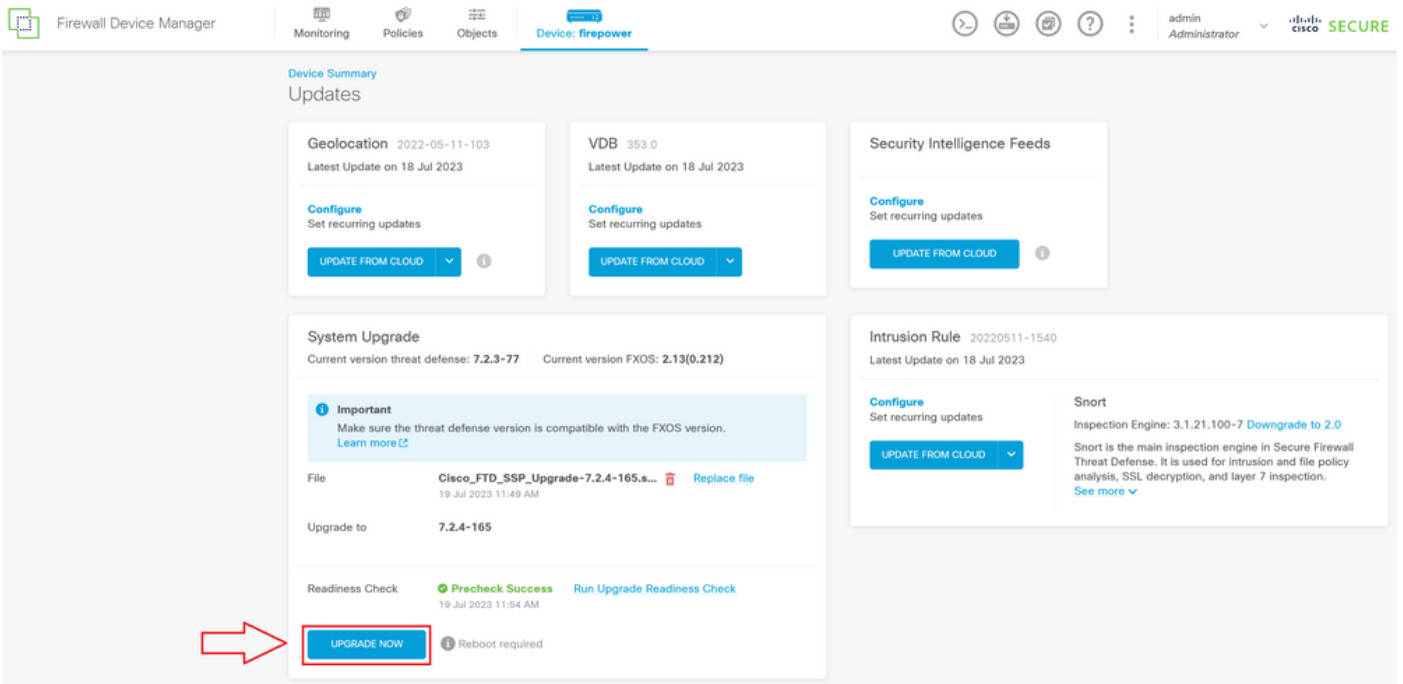 Firewall Device Manager
Monitoring
Policies
Objects
Device: firepower
admin
Administrator
CISCO SECURE
Device Summary
Updates
Geolocation 2022-05-11-103
Latest Update on 18 Jul 2023
Configure
Set recurring updates
UPDATE FROM CLOUD
VDB 353.0
Latest Update on 18 Jul 2023
Configure
Set recurring updates
UPDATE FROM CLOUD
Security Intelligence Feeds
Configure
Set recurring updates
UPDATE FROM CLOUD
System Upgrade
Current version threat defense: 7.2.3-77 Current version FXOS: 2.13(0.212)
Important
Make sure the threat defense version is compatible with the FXOS version.
Learn more
File Cisco_FTD_SSP_Upgrade-7.2.4-165.s... Replace file
19 Jul 2023 11:49 AM
Upgrade to 7.2.4-165
Readiness Check Precheck Success Run Upgrade Readiness Check
19 Jul 2023 11:54 AM
UPGRADE NOW Reboot required
Intrusion Rule 20220511-1540
Latest Update on 18 Jul 2023
Configure
Set recurring updates
UPDATE FROM CLOUD
Snort
Inspection Engine: 3.1.21.100-7 Downgrade to 2.0
Snort is the main inspection engine in Secure Firewall
Threat Defense. It is used for intrusion and file policy
analysis, SSL decryption, and layer 7 inspection.
See more